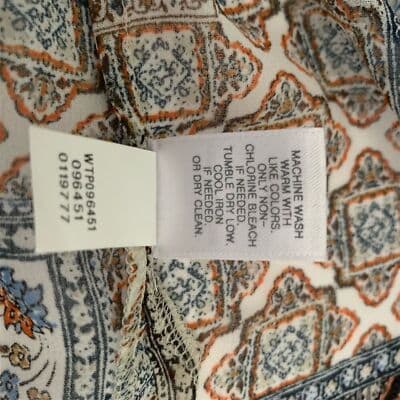 WTP096451
096451
0119777
MACHINE WASH
WARM WITH
LIKE COLORS.
ONLY NON-
CHLORINE BLEACH
IF NEEDED.
TUMBLE DRY LOW.
COOL IRON
IF NEEDED.
OR DRY CLEAN.